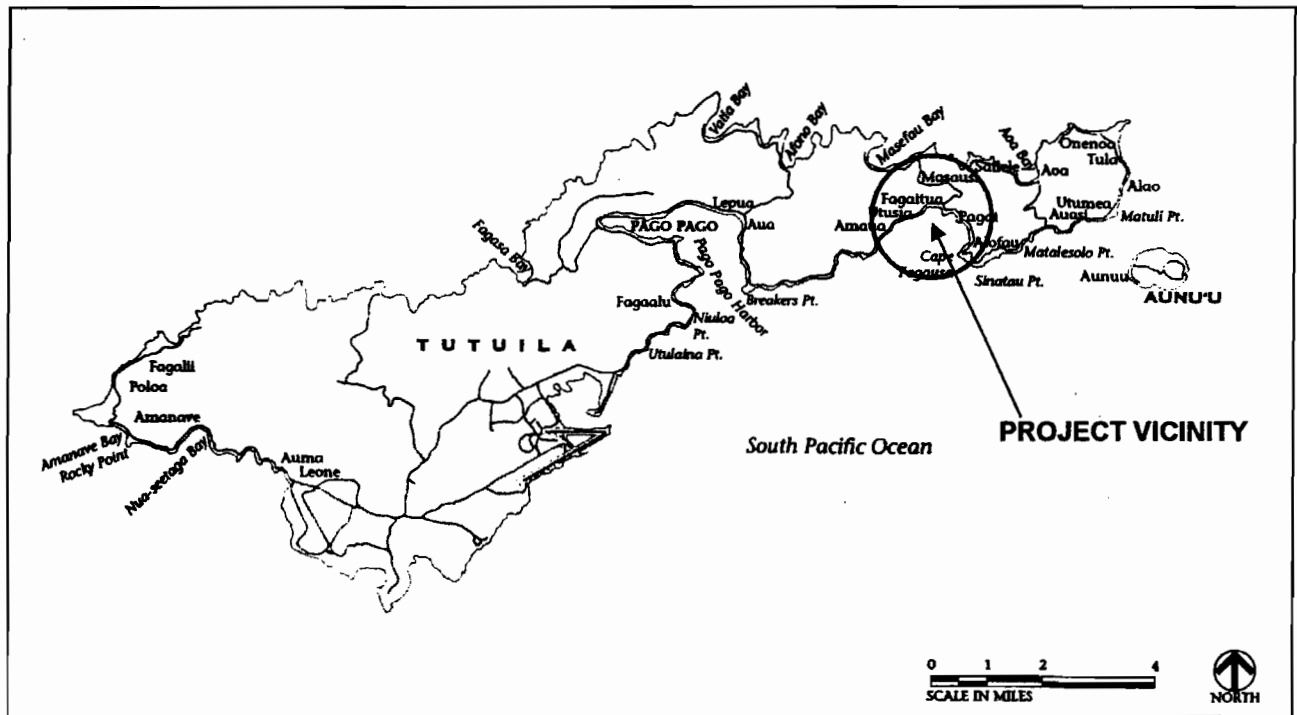 Vatia Bay
Afono Bay
Masefau Bay
Aoa Bay
Onenoa
Tula
Sailele
Masausi
Aoa
Alao
Lepua
Fagaitua
Utumea
PAGO PAGO
Aua
Utusia
Pagai
Auasi
Matuli Pt.
Amaua
Alofau
Fagasa Bay
Cape
Matalesolo Pt.
Fagausa
Sinatau Pt.
Aunuu
Pago Pago Harbor
AUNU'U
Breakers Pt.
Fagaalu
Niuloa
Pt.
TUTUILA
Utulaina Pt.
Fagalii
Poloa
Amanave
South Pacific Ocean
PROJECT VICINITY
Amanave Bay
Rocky Point
Nua-seetaga Bay
Auma
Leone
0 1 2 4
SCALE IN MILES
NORTH